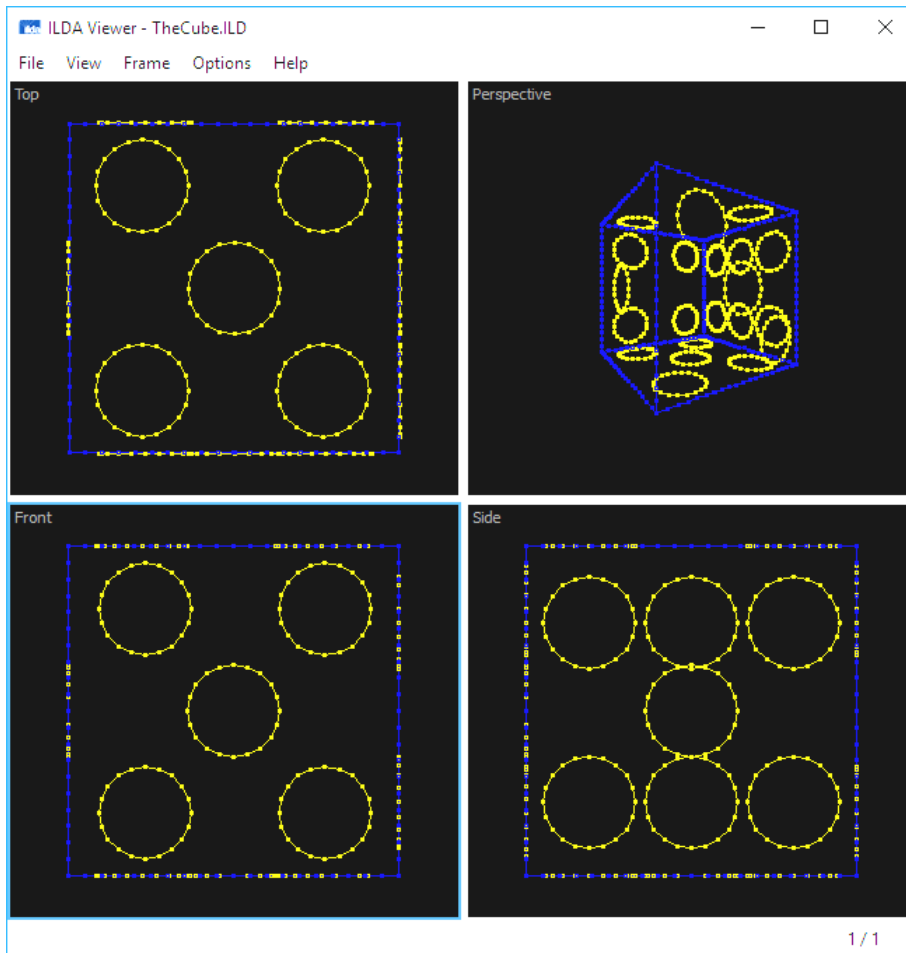 ILDA Viewer - TheCube.ILD
File View Frame Options Help
Top
Perspective
Front
Side
1 / 1